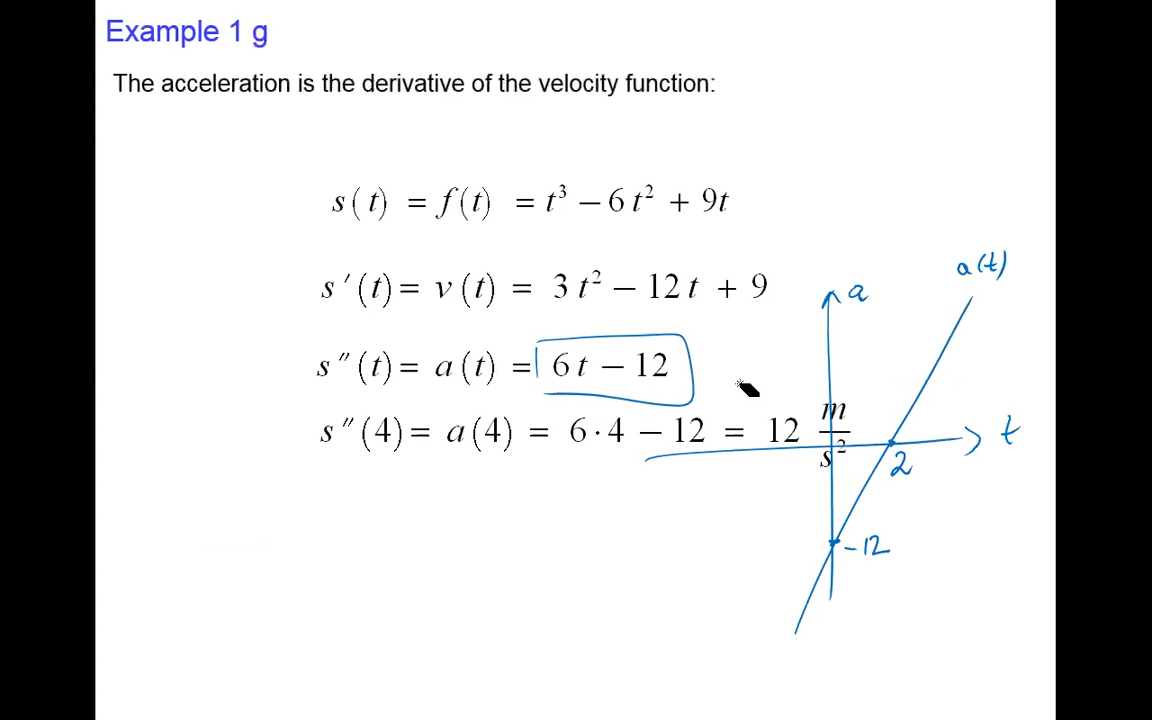 Example 1 g
The acceleration is the derivative of the velocity function:
s(t) = f(t) = t³ − 6t² + 9t
s′(t) = v(t) = 3t² − 12t + 9
s″(t) = a(t) = 6t − 12
s″(4) = a(4) = 6·4 − 12 = 12 m/s²
a(t)
a
t
2
-12